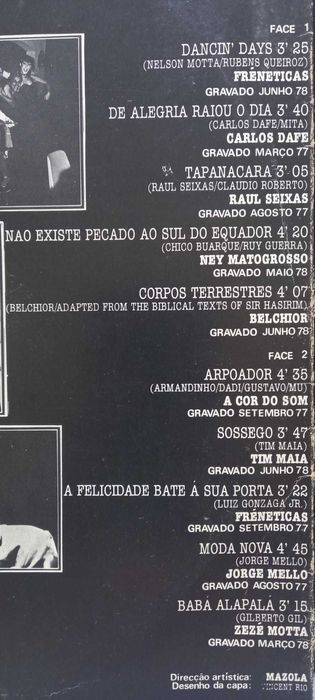 FACE 1
DANCIN' DAYS 3' 25
(NELSON MOTTA/RUBENS QUEIROZ)
FRENETICAS
GRAVADO JUNHO 78
DE ALEGRIA RAIOU O DIA 3' 40
(CARLOS DAFE/MITA)
CARLOS DAFE
GRAVADO MARÇO 77
TAPANACARA 3' 05
(RAUL SEIXAS/CLAUDIO ROBERTO)
RAUL SEIXAS
GRAVADO AGOSTO 77
NAO EXISTE PECADO AO SUL DO EQUADOR 4' 20
(CHICO BUARQUE/RUY GUERRA)
NEY MATOGROSSO
GRAVADO MAIO 78
CORPOS TERRESTRES 4' 07
(BELCHIOR/ADAPTED FROM THE BIBLICAL TEXTS OF SIR HASIRIM)
BELCHIOR
GRAVADO JUNHO 78
FACE 2
ARPOADOR 4' 35
(ARMANDINHO/DADI/GUSTAVO/MU)
A COR DO SOM
GRAVADO SETEMBRO 77
SOSSEGO 3' 47
(TIM MAIA)
TIM MAIA
GRAVADO JUNHO 78
A FELICIDADE BATE Á SUA PORTA 3' 22
(LUIZ GONZAGA JR.)
FRENETICAS
GRAVADO SETEMBRO 77
MODA NOVA 4' 45
(JORGE MELLO)
JORGE MELLO
GRAVADO AGOSTO 77
BABÁ ALAPALÁ 3' 15
(GILBERTO GIL)
ZEZÉ MOTTA
GRAVADO MARÇO 78
Direcção artística: MAZOLA
Desenho da capa: VINCENT RIO